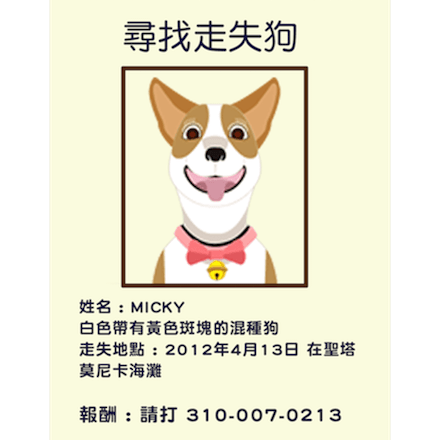 尋找走失狗
姓名：MICKY
白色帶有黃色斑塊的混種狗
走失地點：2012年4月13日 在聖塔
莫尼卡海灘
報酬：請打 310-007-0213